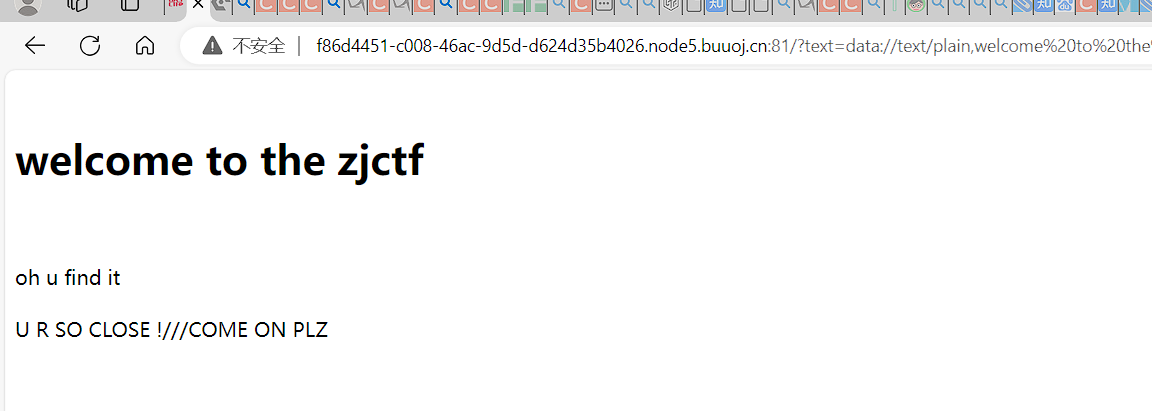 不安全 | f86d4451-c008-46ac-9d5d-d624d35b4026.node5.buuoj.cn:81/?text=data://text/plain,welcome%20to%20the%
welcome to the zjctf
oh u find it
U R SO CLOSE !///COME ON PLZ